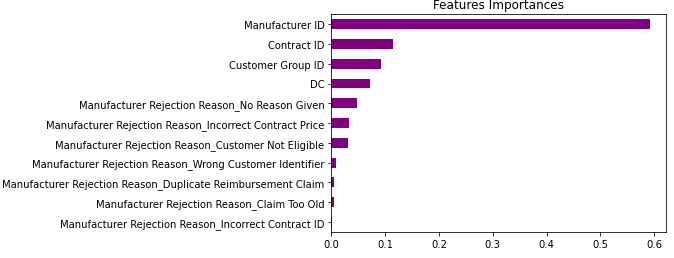 Features Importances
Manufacturer ID
Contract ID
Customer Group ID
DC
Manufacturer Rejection Reason_No Reason Given
Manufacturer Rejection Reason_Incorrect Contract Price
Manufacturer Rejection Reason_Customer Not Eligible
Manufacturer Rejection Reason_Wrong Customer Identifier
Manufacturer Rejection Reason_Duplicate Reimbursement Claim
Manufacturer Rejection Reason_Claim Too Old
Manufacturer Rejection Reason_Incorrect Contract ID
0.0 0.1 0.2 0.3 0.4 0.5 0.6